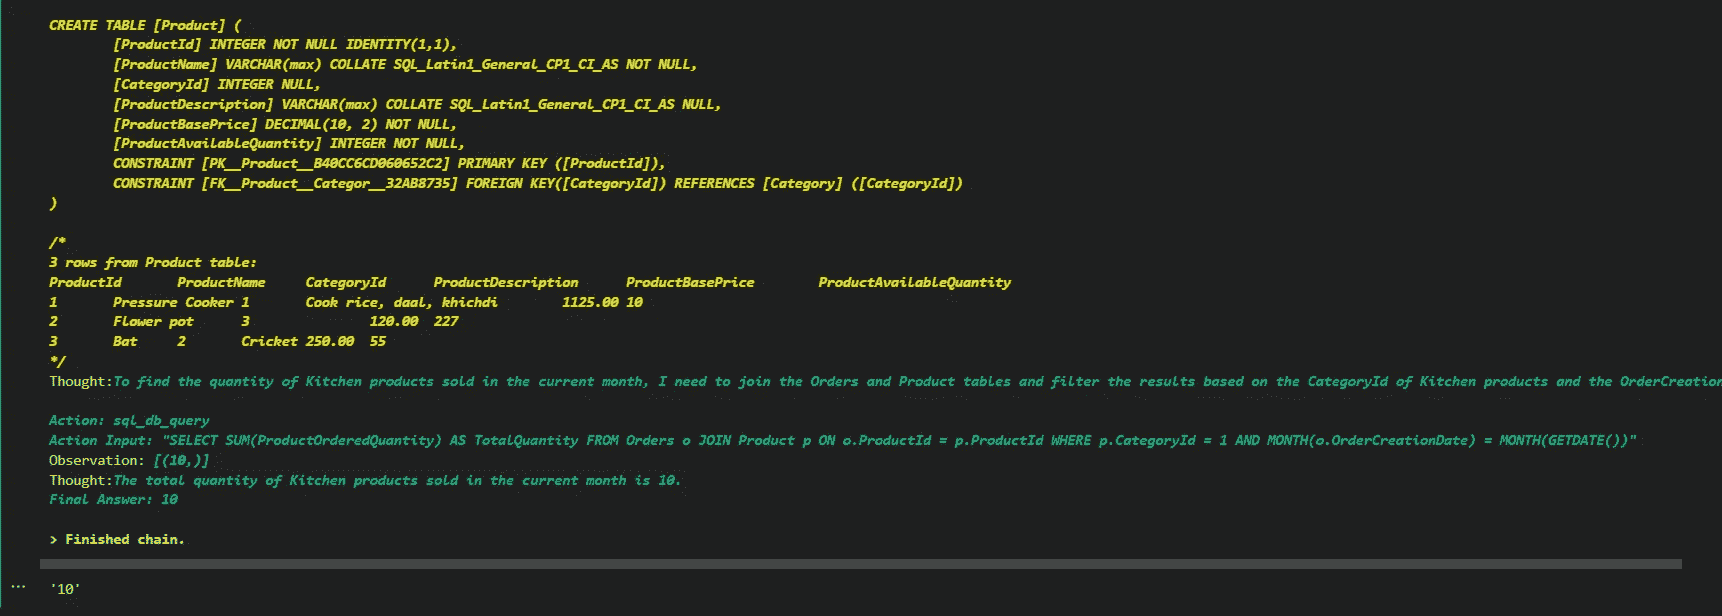 CREATE TABLE [Product] (
[ProductId] INTEGER NOT NULL IDENTITY(1,1),
[ProductName] VARCHAR(max) COLLATE SQL_Latin1_General_CP1_CI_AS NOT NULL,
[CategoryId] INTEGER NULL,
[ProductDescription] VARCHAR(max) COLLATE SQL_Latin1_General_CP1_CI_AS NULL,
[ProductBasePrice] DECIMAL(10, 2) NOT NULL,
[ProductAvailableQuantity] INTEGER NOT NULL,
CONSTRAINT [PK__Product__B40CC6CD060652C2] PRIMARY KEY ([ProductId]),
CONSTRAINT [FK__Product__Categor__32AB8735] FOREIGN KEY([CategoryId]) REFERENCES [Category] ([CategoryId])
)
/*
3 rows from Product table:
ProductId ProductName CategoryId ProductDescription ProductBasePrice ProductAvailableQuantity
1 Pressure Cooker 1 Cook rice, daal, khichdi 1125.00 10
2 Flower pot 3 120.00 227
3 Bat 2 Cricket 250.00 55
*/
Thought:To find the quantity of Kitchen products sold in the current month, I need to join the Orders and Product tables and filter the results based on the CategoryId of Kitchen products and the OrderCreation
Action: sql_db_query
Action Input: "SELECT SUM(ProductOrderedQuantity) AS TotalQuantity FROM Orders o JOIN Product p ON o.ProductId = p.ProductId WHERE p.CategoryId = 1 AND MONTH(o.OrderCreationDate) = MONTH(GETDATE())"
Observation: [(10,)]
Thought:The total quantity of Kitchen products sold in the current month is 10.
Final Answer: 10
> Finished chain.
... '10'